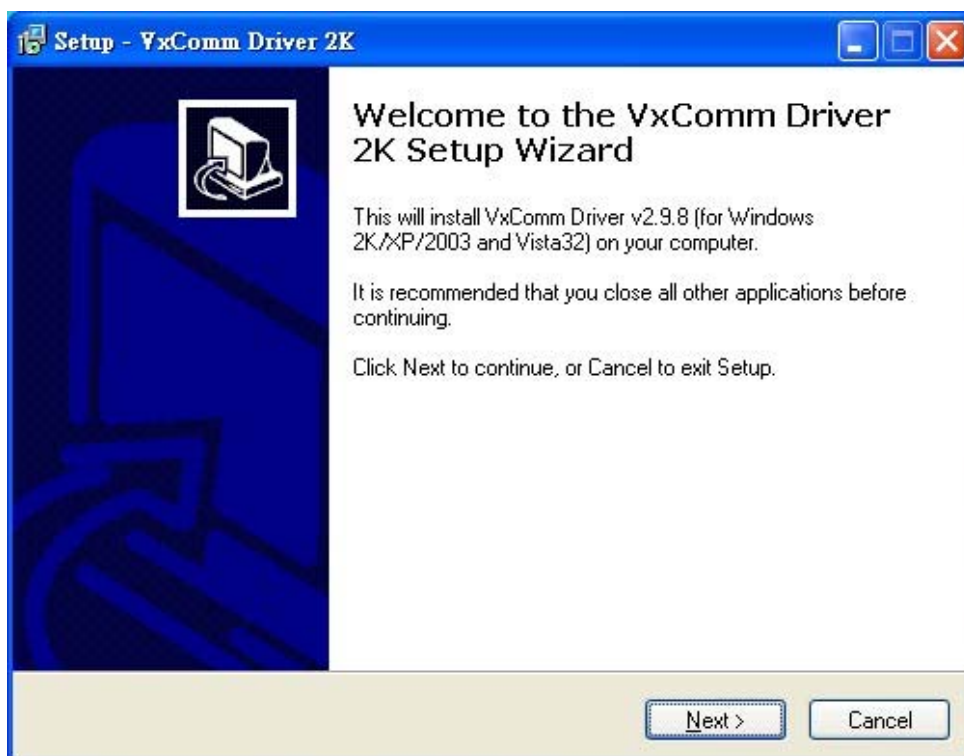 Setup - VxComm Driver 2K
Welcome to the VxComm Driver
2K Setup Wizard
This will install VxComm Driver v2.9.8 (for Windows
2K/XP/2003 and Vista32) on your computer.
It is recommended that you close all other applications before
continuing.
Click Next to continue, or Cancel to exit Setup.
Next >
Cancel